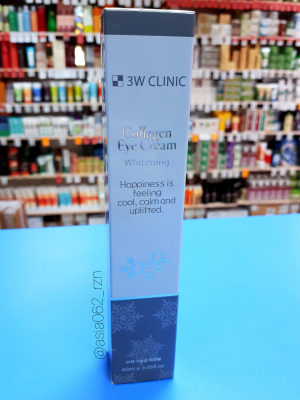 3W CLINIC
Collagen
Eye Cream
Whitening
Happiness is
feeling
cool, calm and
uplifted.
@asia062_rzn